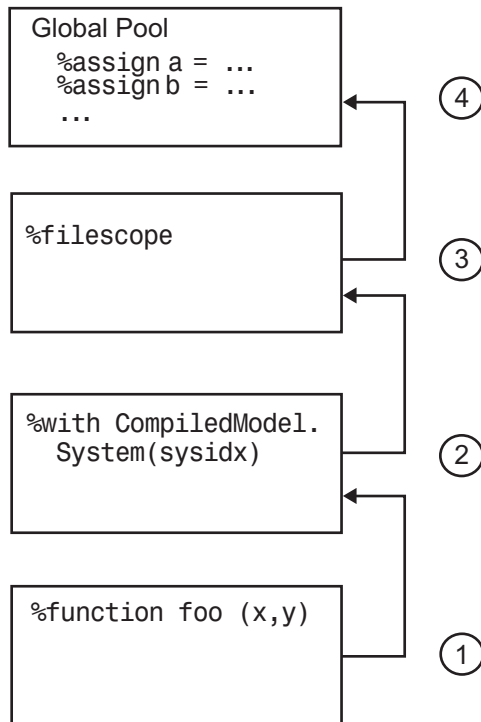 Global Pool
%assign a = ...
%assign b = ...
...
4
%filescope
3
%with CompiledModel.
System(sysidx)
2
%function foo (x,y)
1